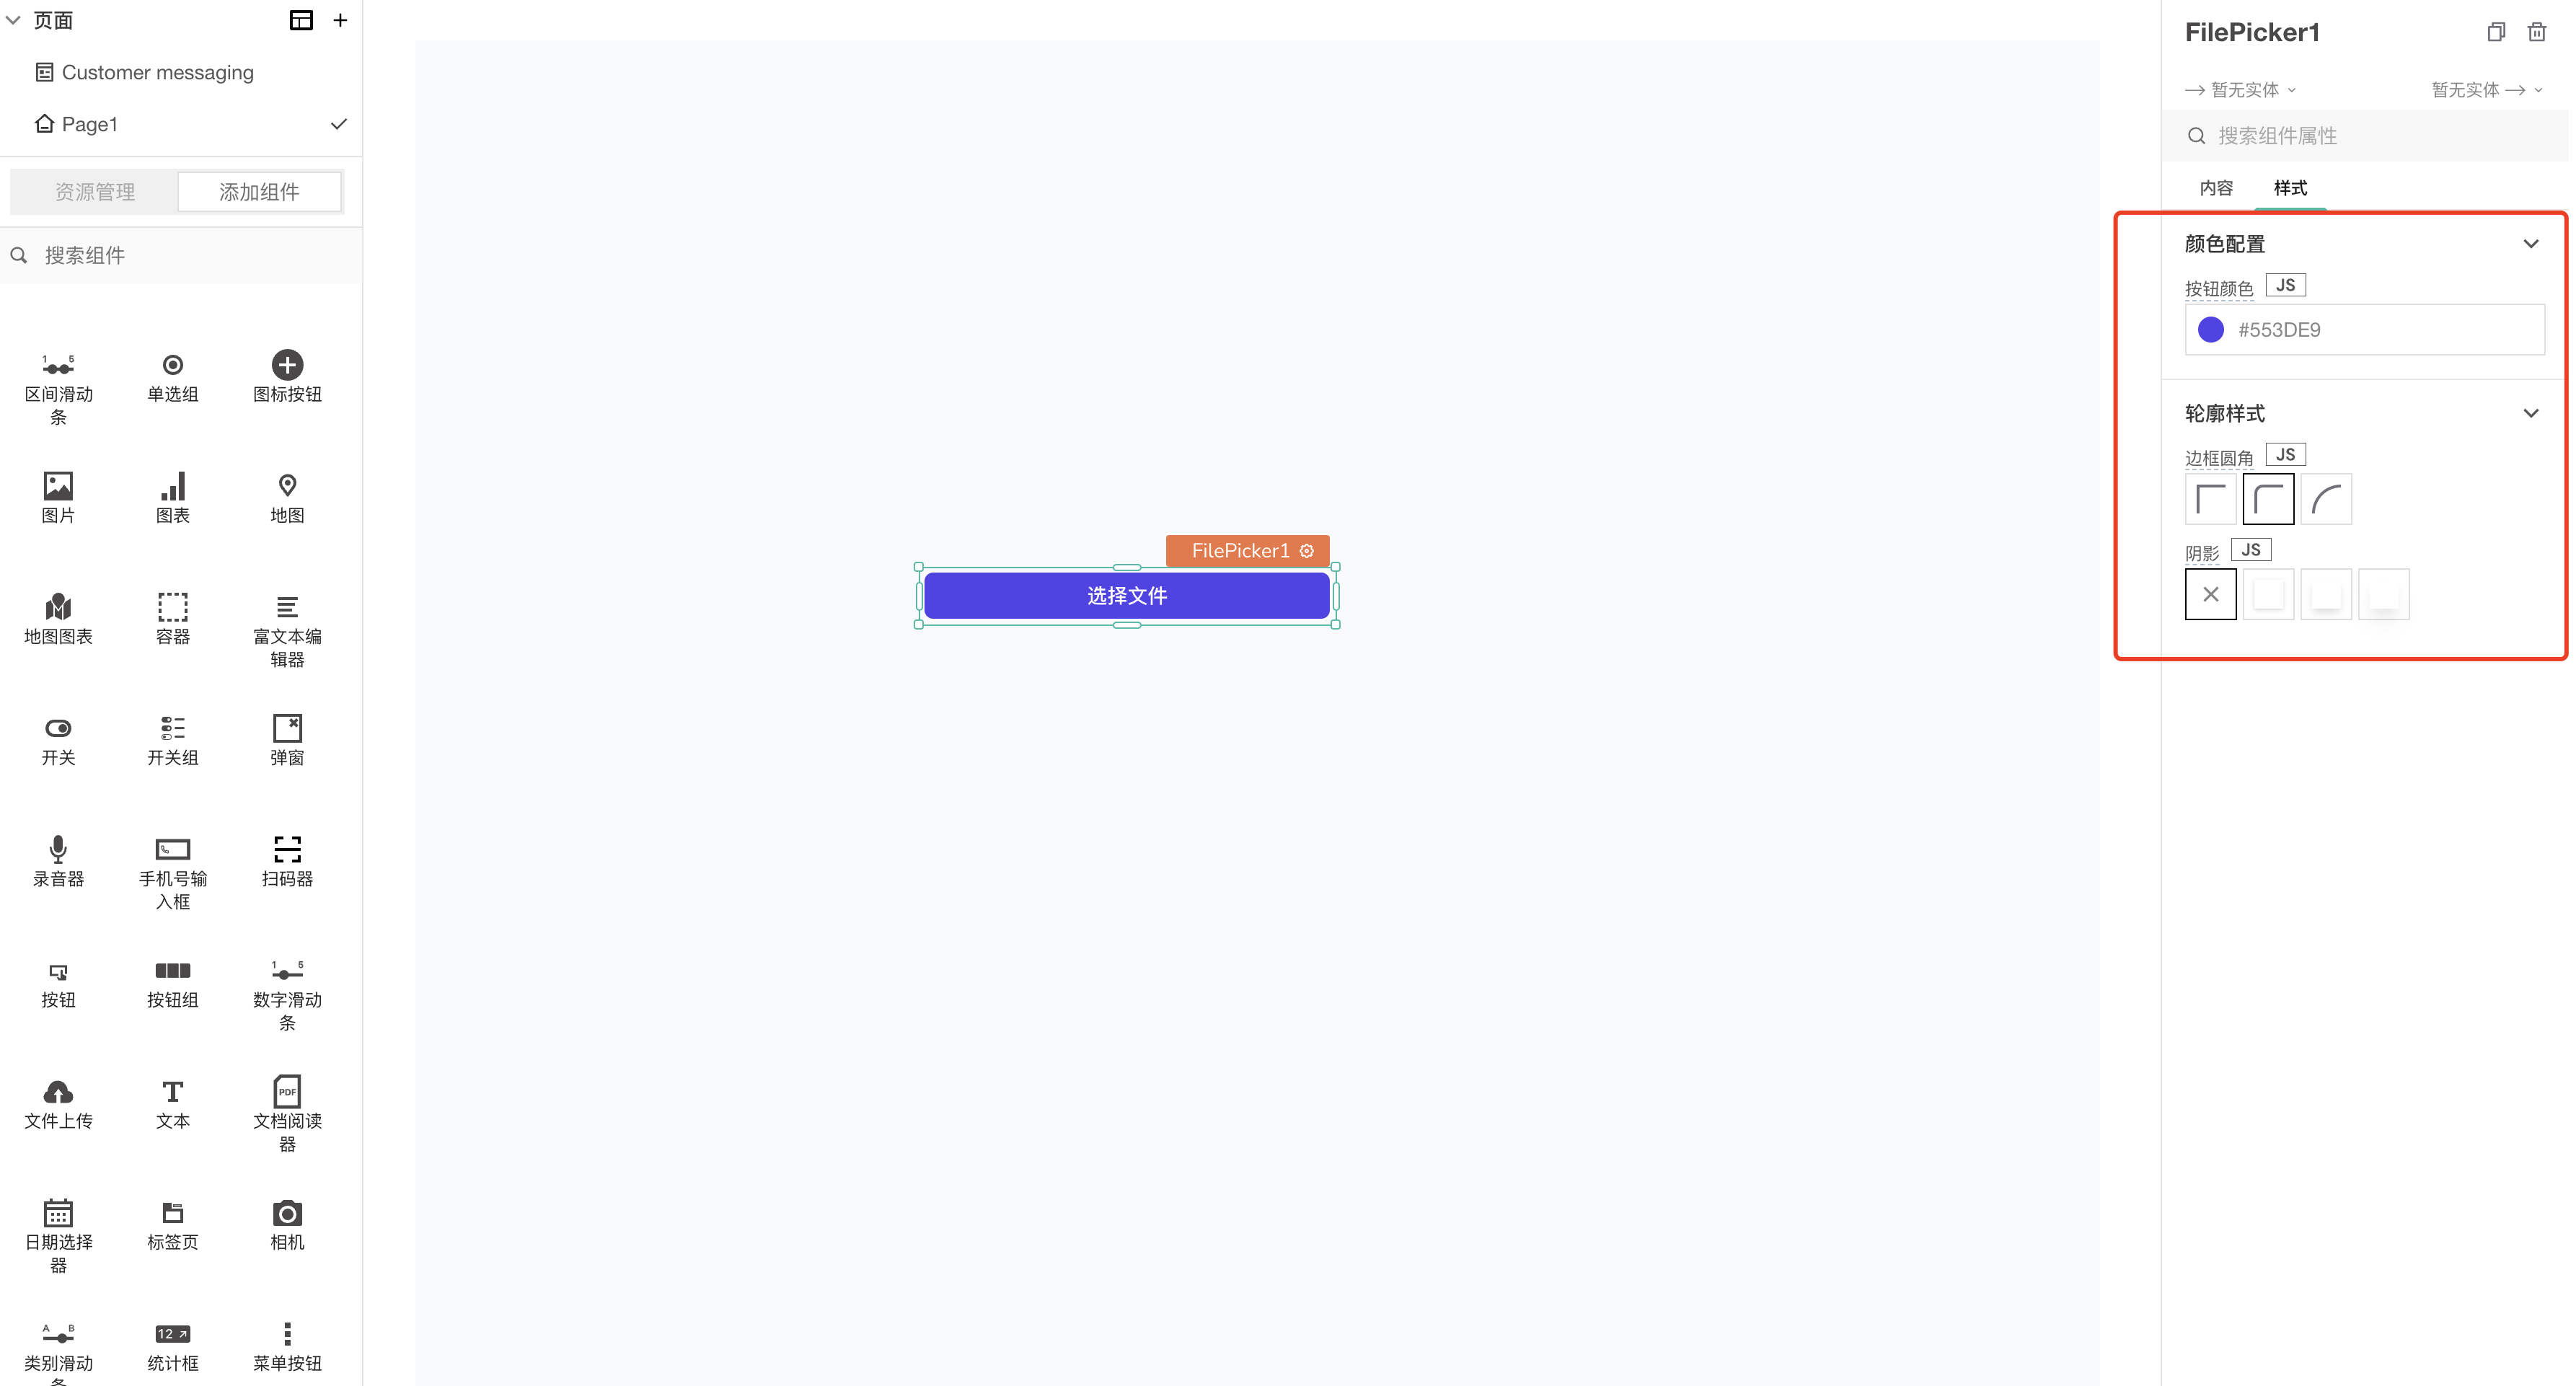 页面
Customer messaging
Page1
资源管理
添加组件
搜索组件
1 5
区间滑动
条
单选组
图标按钮
图片
图表
地图
地图图表
容器
富文本编
辑器
开关
开关组
弹窗
录音器
手机号输
入框
扫码器
按钮
按钮组
1 5
数字滑动
条
文件上传
T
文本
PDF
文档阅读
器
日期选择
器
标签页
相机
A B
类别滑动
条
12
统计框
菜单按钮
FilePicker1
选择文件
FilePicker1
暂无实体
暂无实体
搜索组件属性
内容
样式
颜色配置
按钮颜色 JS
#553DE9
轮廓样式
边框圆角 JS
阴影 JS